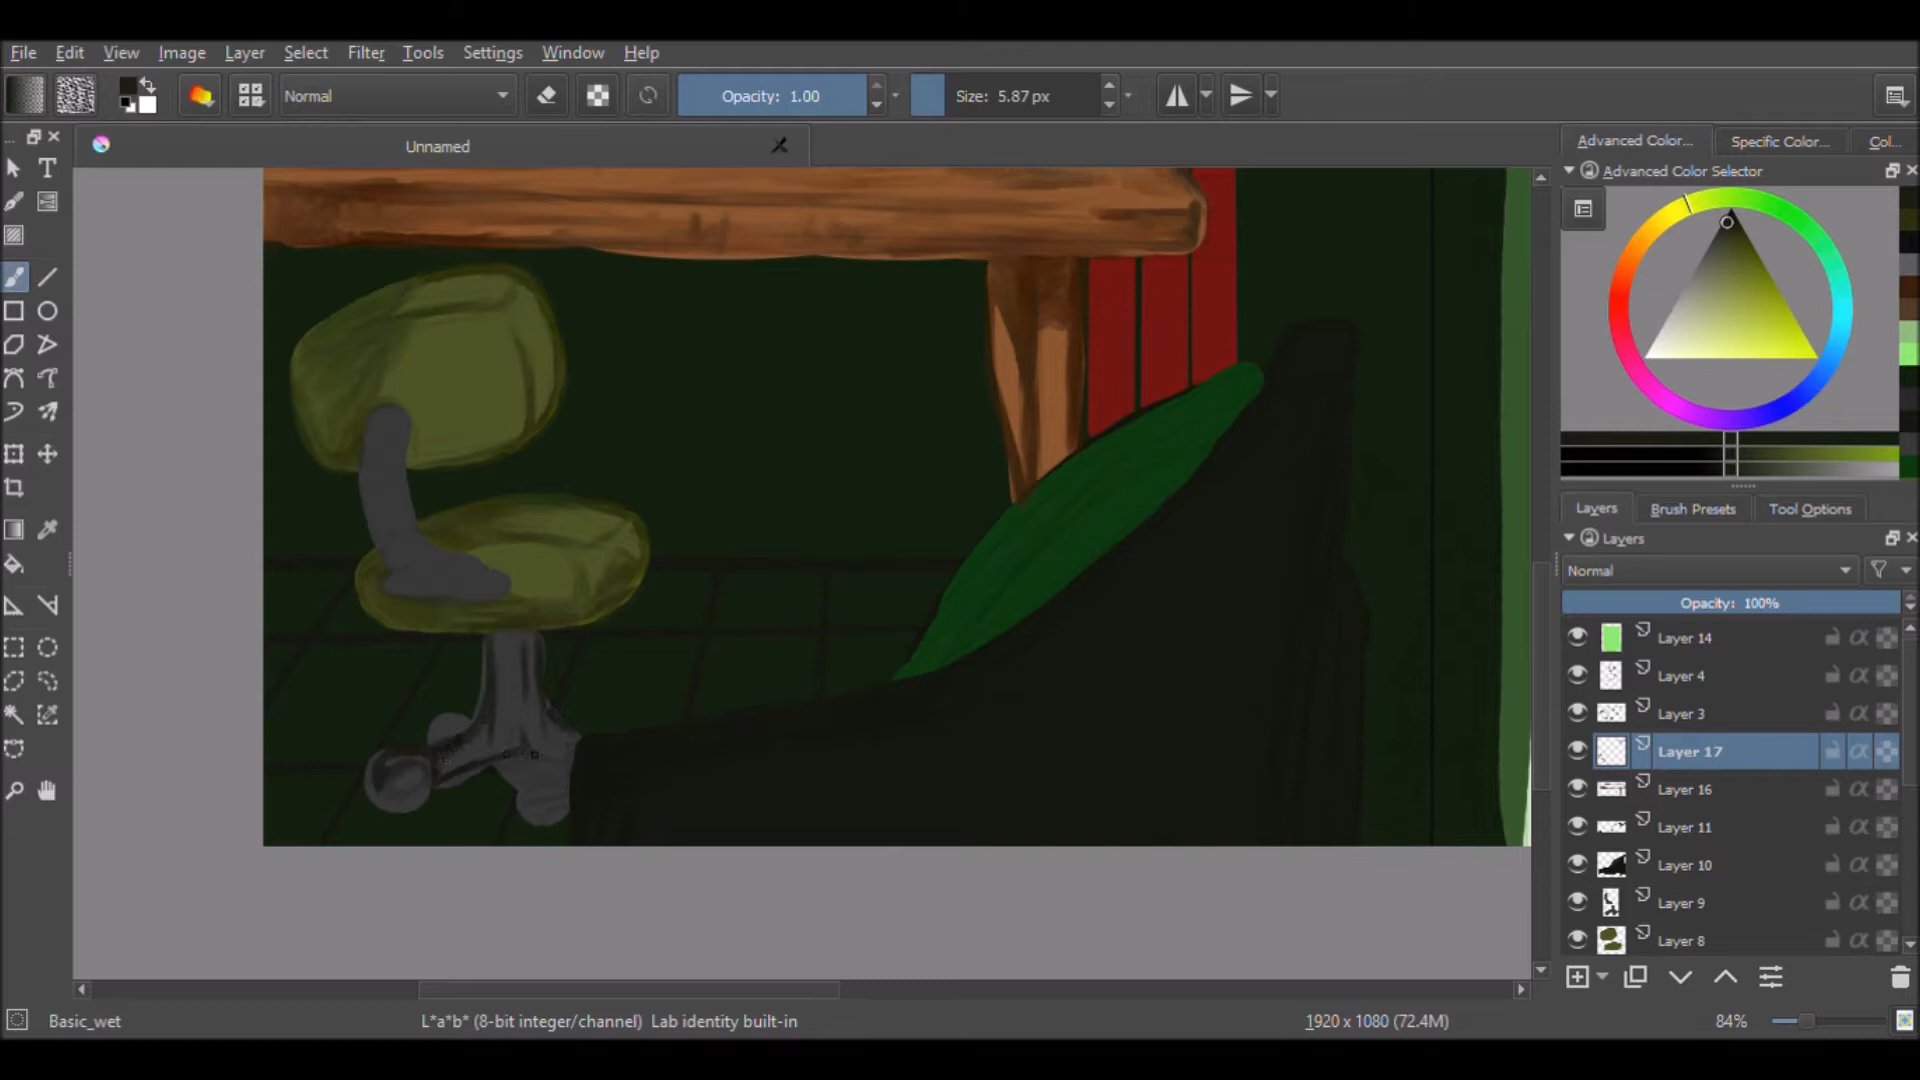 File Edit View Image Layer Select Filter Tools Settings Window Help
Normal
Opacity: 1.00
Size: 5.87 px
Unnamed
Advanced Color... Specific Color... Col...
Advanced Color Selector
Layers Brush Presets Tool Options
Layers
Normal
Opacity: 100%
Layer 14
Layer 4
Layer 3
Layer 17
Layer 16
Layer 11
Layer 10
Layer 9
Layer 8
Basic_wet
L*a*b* (8-bit integer/channel) Lab identity built-in
1920 x 1080 (72.4M)
84%